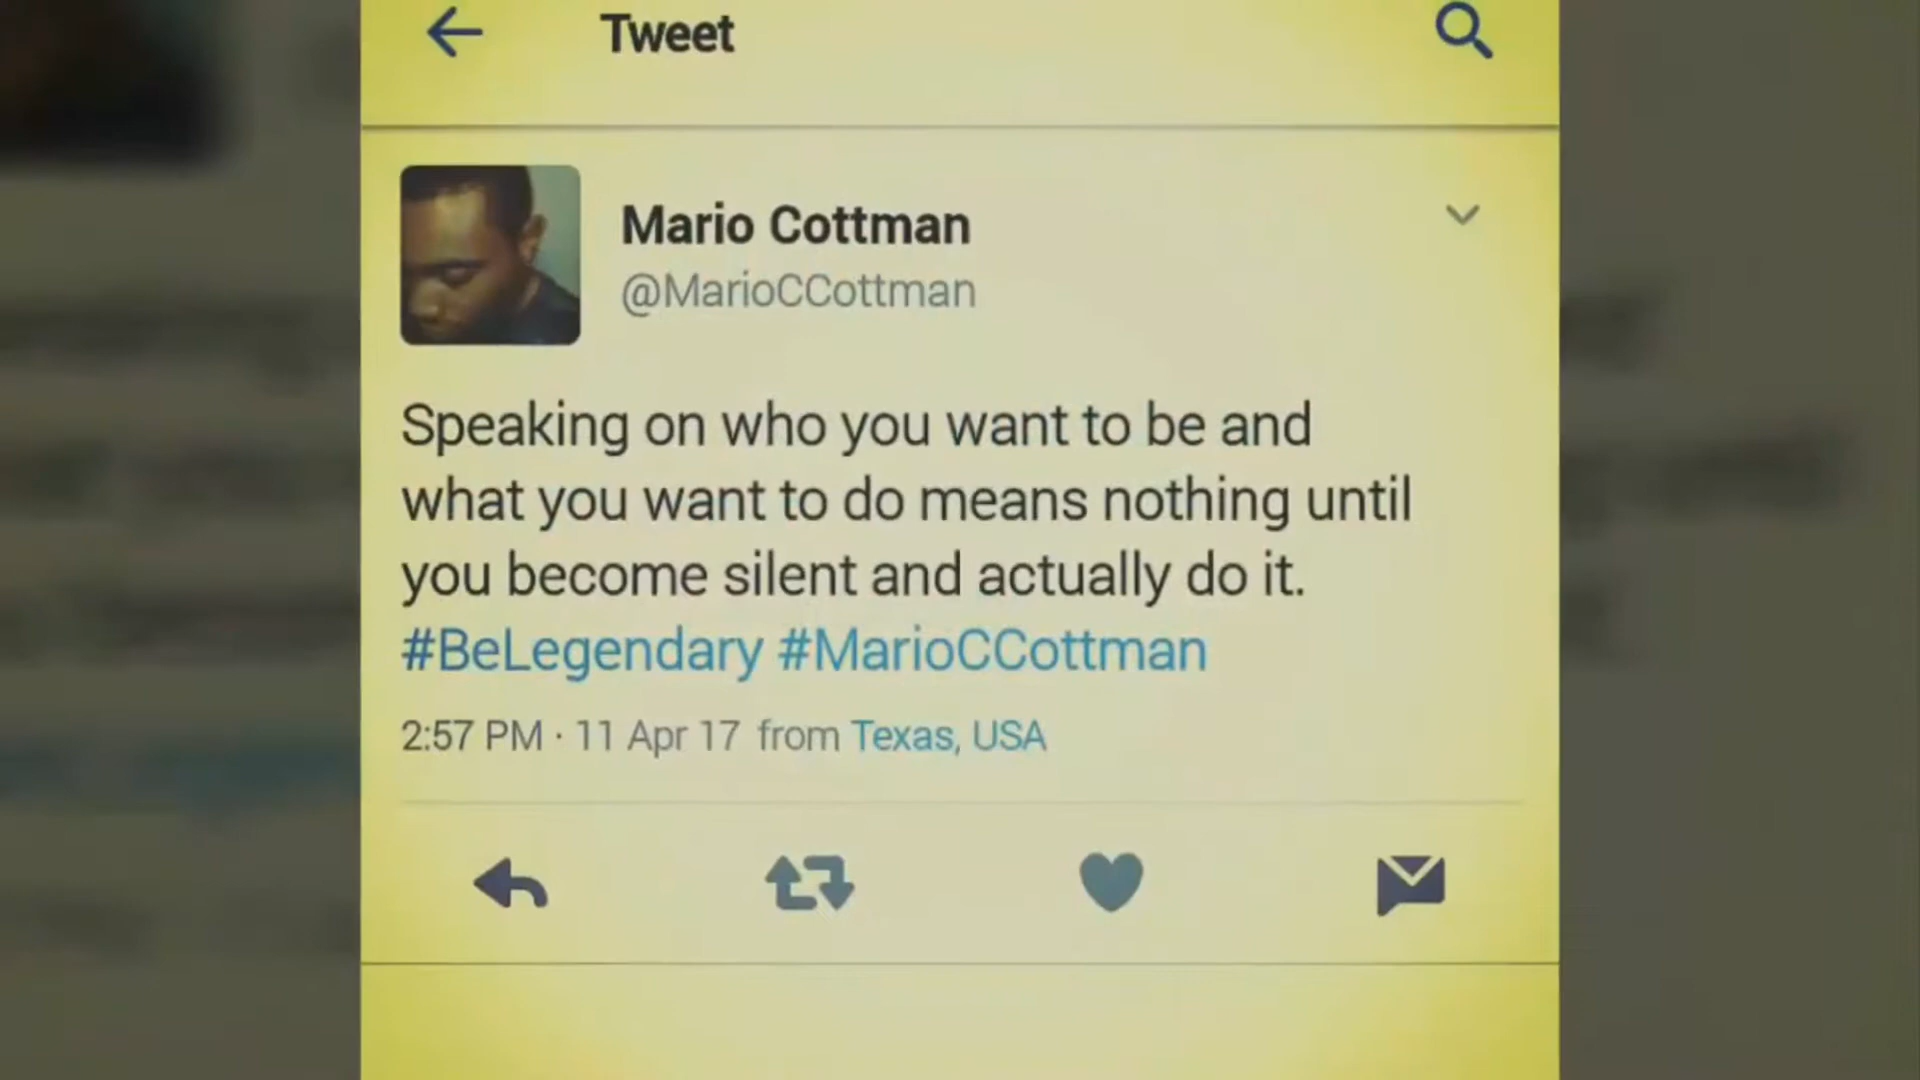 Tweet
Mario Cottman
@MarioCCottman
Speaking on who you want to be and
what you want to do means nothing until
you become silent and actually do it.
#BeLegendary #MarioCCottman
2:57 PM · 11 Apr 17 from Texas, USA